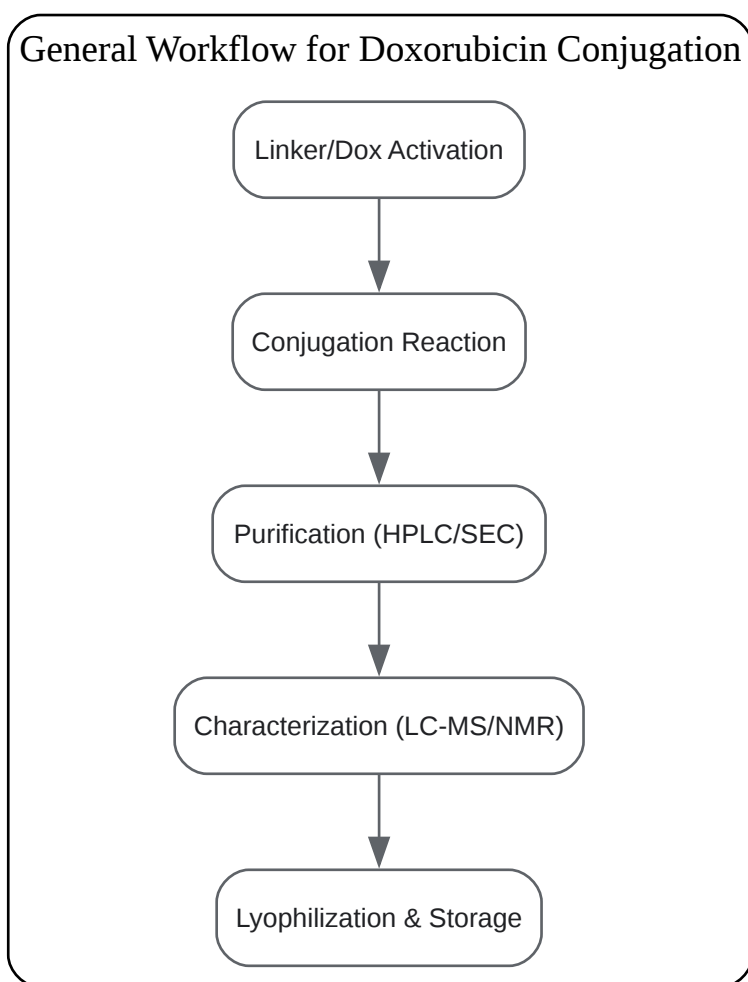 General Workflow for Doxorubicin Conjugation
Linker/Dox Activation
Conjugation Reaction
Purification (HPLC/SEC)
Characterization (LC-MS/NMR)
Lyophilization & Storage